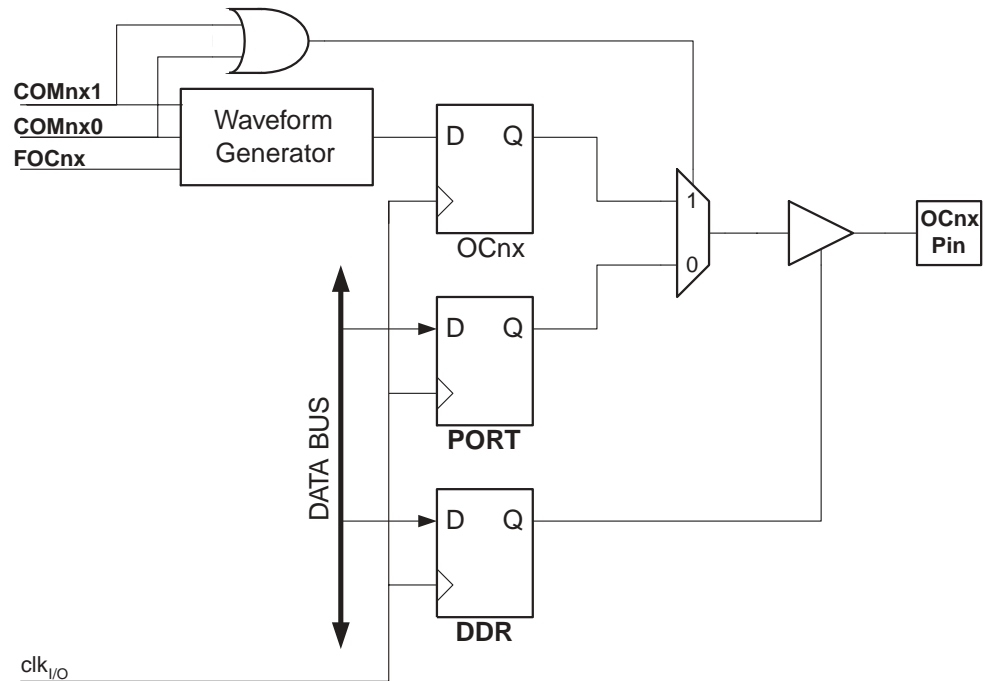 COMnx1
COMnx0
FOCnx
Waveform
Generator
D Q
OCnx
1
0
OCnx
Pin
D Q
PORT
DATA BUS
D Q
DDR
clkI/O